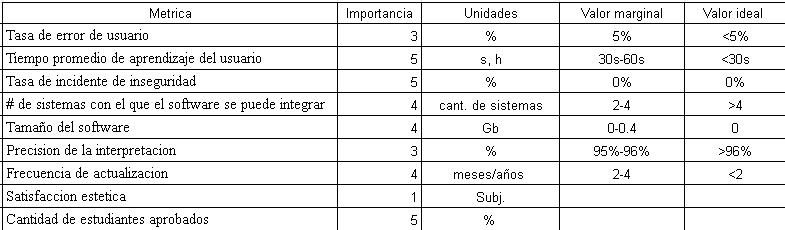 Metrica Importancia Unidades Valor marginal Valor ideal
Tasa de error de usuario 3 % 5% <5%
Tiempo promedio de aprendizaje del usuario 5 s, h 30s-60s <30s
Tasa de incidente de inseguridad 5 % 0% 0%
# de sistemas con el que el software se puede integrar 4 cant. de sistemas 2-4 >4
Tamaño del software 4 Gb 0-0.4 0
Precision de la interpretacion 3 % 95%-96% >96%
Frecuencia de actualizacion 4 meses/años 2-4 <2
Satisfaccion estetica 1 Subj.
Cantidad de estudiantes aprobados 5 %